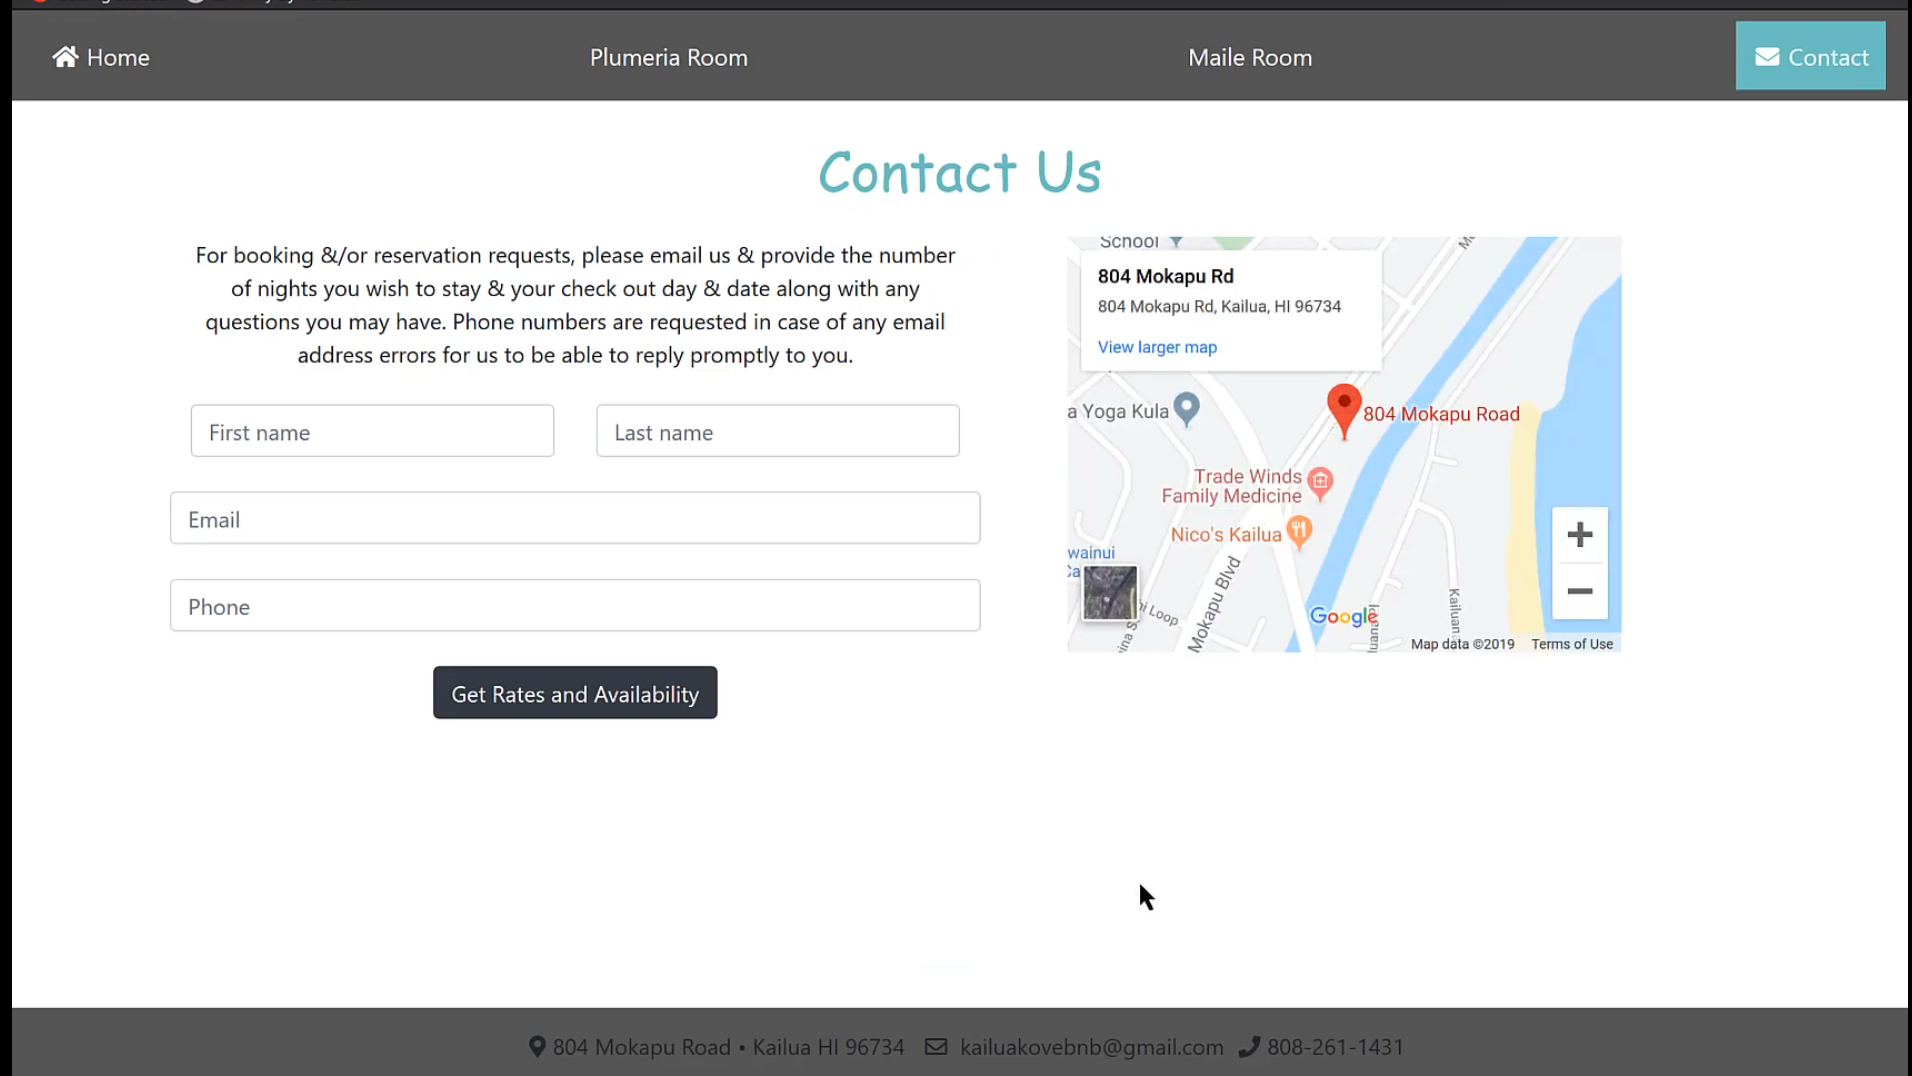 Home
Plumeria Room
Maile Room
Contact
Contact Us
For booking &/or reservation requests, please email us & provide the number
of nights you wish to stay & your check out day & date along with any
questions you may have. Phone numbers are requested in case of any email
address errors for us to be able to reply promptly to you.
First name
Last name
Email
Phone
Get Rates and Availability
School
804 Mokapu Rd
804 Mokapu Rd, Kailua, HI 96734
View larger map
a Yoga Kula
804 Mokapu Road
Trade Winds
Family Medicine
Nico's Kailua
wainui
Ca
hi Loop
Mokapu Blvd
Kailuan
Google
Map data ©2019
Terms of Use
804 Mokapu Road • Kailua HI 96734
kailuakovebnb@gmail.com
808-261-1431